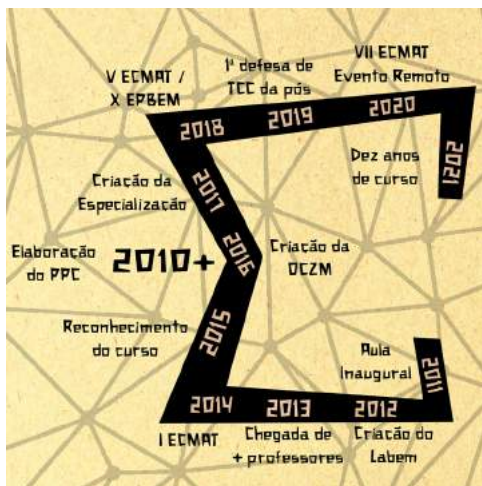 V ECMAT /
X EPBEM
1ª defesa de
TCC da pós
VII ECMAT
Evento Remoto
2018
2019
2020
2021
Dez anos
de curso
Criação da
Especialização
2017
Elaboração
do PPC
2010+
2016
Criação da
OCZM
Reconhecimento
do curso
2015
Aula
Inaugural
2011
2014
2013
2012
I ECMAT
Chegada de
+ professores
Criação do
Labem